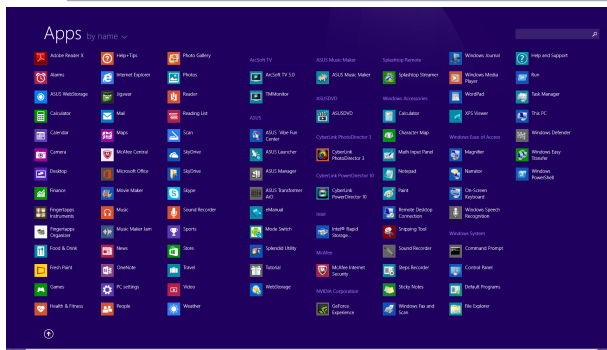 Apps by name
Adobe Reader X
Alarms
ASUS WebStorage
Calculator
Calendar
Camera
Desktop
Finance
Fingertapps Instruments
Fingertapps Organizer
Food & Drink
Fresh Paint
Games
Health & Fitness
Help+Tips
Internet Explorer
Jigswar
Mail
Maps
McAfee Central
Microsoft Office
Movie Maker
Music
Music Maker Jam
News
OneNote
PC settings
People
Photo Gallery
Photos
Reader
Reading List
Scan
SkyDrive
SkyDrive
Skype
Sound Recorder
Sports
Store
Travel
Video
Weather
ArcSoft TV
ArcSoft TV 5.0
TMMonitor
ASUS
ASUS Vibe Fun Center
ASUS Launcher
ASUS Manager
ASUS Transformer AiO
eManual
Mode Switch
Splendid Utility
Tutorial
WebStorage
ASUS Music Maker
ASUS Music Maker
ASUSDVD
ASUSDVD
CyberLink PhotoDirector 3
CyberLink PhotoDirector 3
CyberLink PowerDirector 10
CyberLink PowerDirector 10
Intel
Intel® Rapid Storage...
McAfee
McAfee Internet Security
NVIDIA Corporation
GeForce Experience
Splashtop Remote
Splashtop Streamer
Windows Accessories
Calculator
Character Map
Math Input Panel
Notepad
Paint
Remote Desktop Connection
Snipping Tool
Sound Recorder
Steps Recorder
Sticky Notes
Windows Fax and Scan
Windows Journal
Windows Media Player
WordPad
XPS Viewer
Windows Ease of Access
Magnifier
Narrator
On-Screen Keyboard
Windows Speech Recognition
Windows System
Command Prompt
Control Panel
Default Programs
File Explorer
Help and Support
Run
Task Manager
This PC
Windows Defender
Windows Easy Transfer
Windows PowerShell